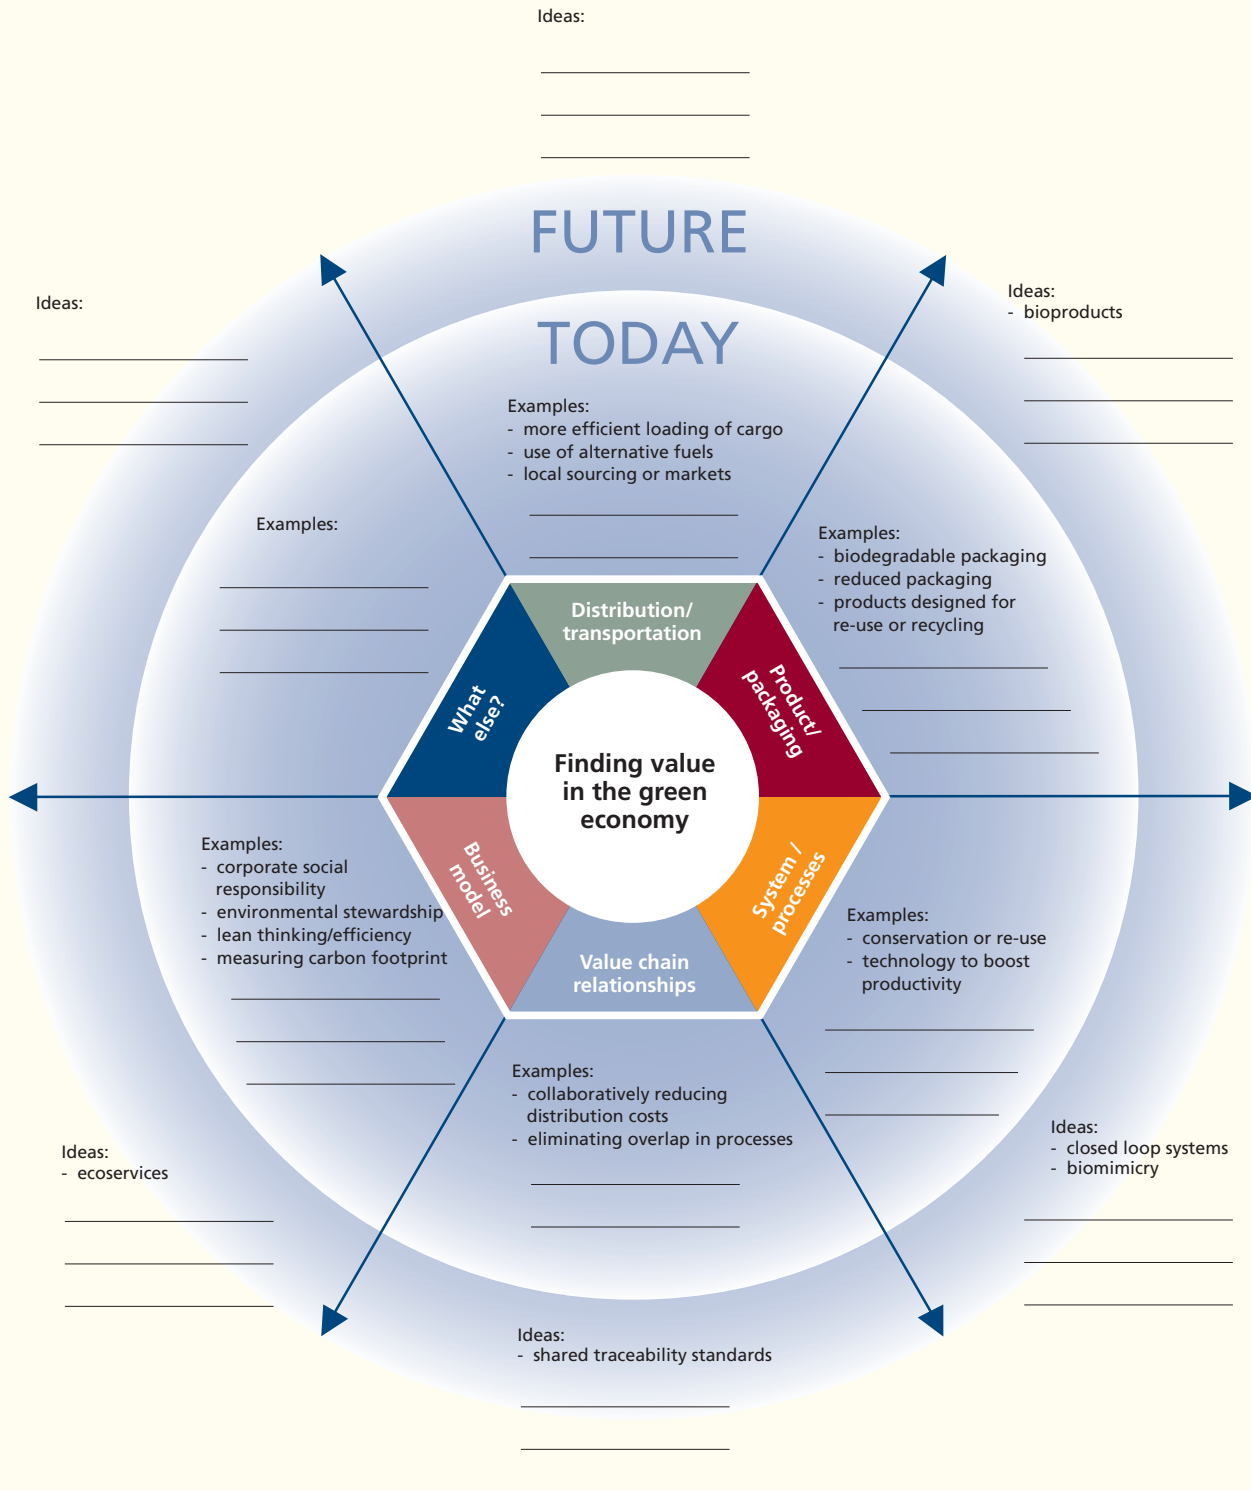 Ideas:
FUTURE
Ideas:
Ideas:
- bioproducts
TODAY
Examples:
- more efficient loading of cargo
- use of alternative fuels
- local sourcing or markets
Examples:
Examples:
- biodegradable packaging
- reduced packaging
- products designed for
re-use or recycling
Distribution/
transportation
What
else?
Product/
packaging
Finding value
in the green
economy
Business
model
System /
processes
Value chain
relationships
Examples:
- corporate social
responsibility
- environmental stewardship
- lean thinking/efficiency
- measuring carbon footprint
Examples:
- conservation or re-use
- technology to boost
productivity
Examples:
- collaboratively reducing
distribution costs
- eliminating overlap in processes
Ideas:
- ecoservices
Ideas:
- closed loop systems
- biomimicry
Ideas:
- shared traceability standards